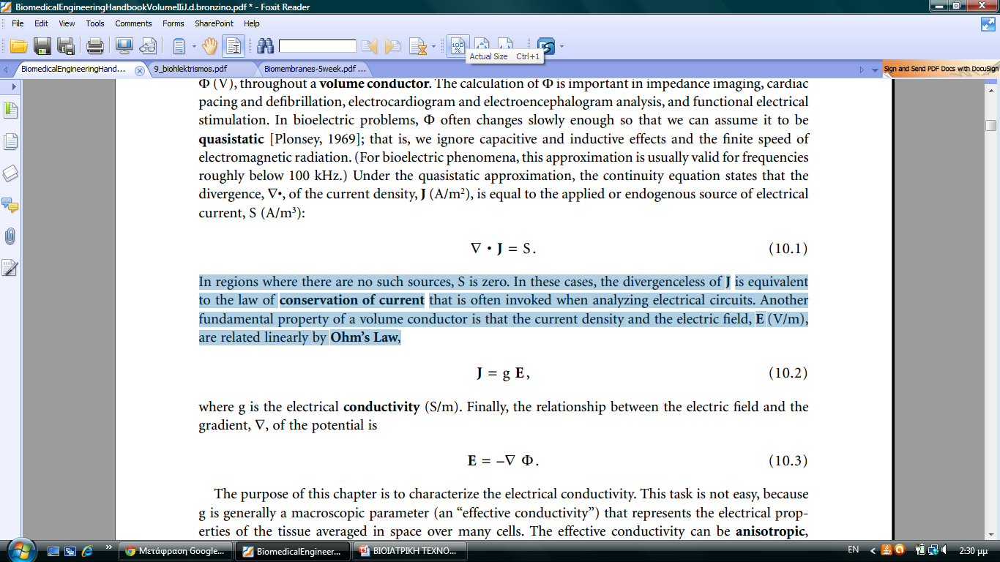 BiomedicalEngineeringHandbookVolumeIIiJ.d.bronzino.pdf * - Foxit Reader
File Edit View Tools Comments Forms SharePoint Help
100 %
Actual Size Ctrl+1
BiomedicalEngineeringHand... 9_biohlektrismos.pdf Biomembranes-5week.pdf ... Sign and Send PDF Docs with DocuSign
Φ (V), throughout a volume conductor. The calculation of Φ is important in impedance imaging, cardiac
pacing and defibrillation, electrocardiogram and electroencephalogram analysis, and functional electrical
stimulation. In bioelectric problems, Φ often changes slowly enough so that we can assume it to be
quasistatic [Plonsey, 1969]; that is, we ignore capacitive and inductive effects and the finite speed of
electromagnetic radiation. (For bioelectric phenomena, this approximation is usually valid for frequencies
roughly below 100 kHz.) Under the quasistatic approximation, the continuity equation states that the
divergence, ∇•, of the current density, J (A/m²), is equal to the applied or endogenous source of electrical
current, S (A/m³):
∇ • J = S. (10.1)
In regions where there are no such sources, S is zero. In these cases, the divergenceless of J is equivalent
to the law of conservation of current that is often invoked when analyzing electrical circuits. Another
fundamental property of a volume conductor is that the current density and the electric field, E (V/m),
are related linearly by Ohm’s Law,
J = g E, (10.2)
where g is the electrical conductivity (S/m). Finally, the relationship between the electric field and the
gradient, ∇, of the potential is
E = –∇ Φ. (10.3)
The purpose of this chapter is to characterize the electrical conductivity. This task is not easy, because
g is generally a macroscopic parameter (an “effective conductivity”) that represents the electrical prop-
erties of the tissue averaged in space over many cells. The effective conductivity can be anisotropic,
Μετάφραση Google... BiomedicalEngineer... ΒΙΟΙΑΤΡΙΚΗ ΤΕΧΝΟ... EN 2:30 μμ